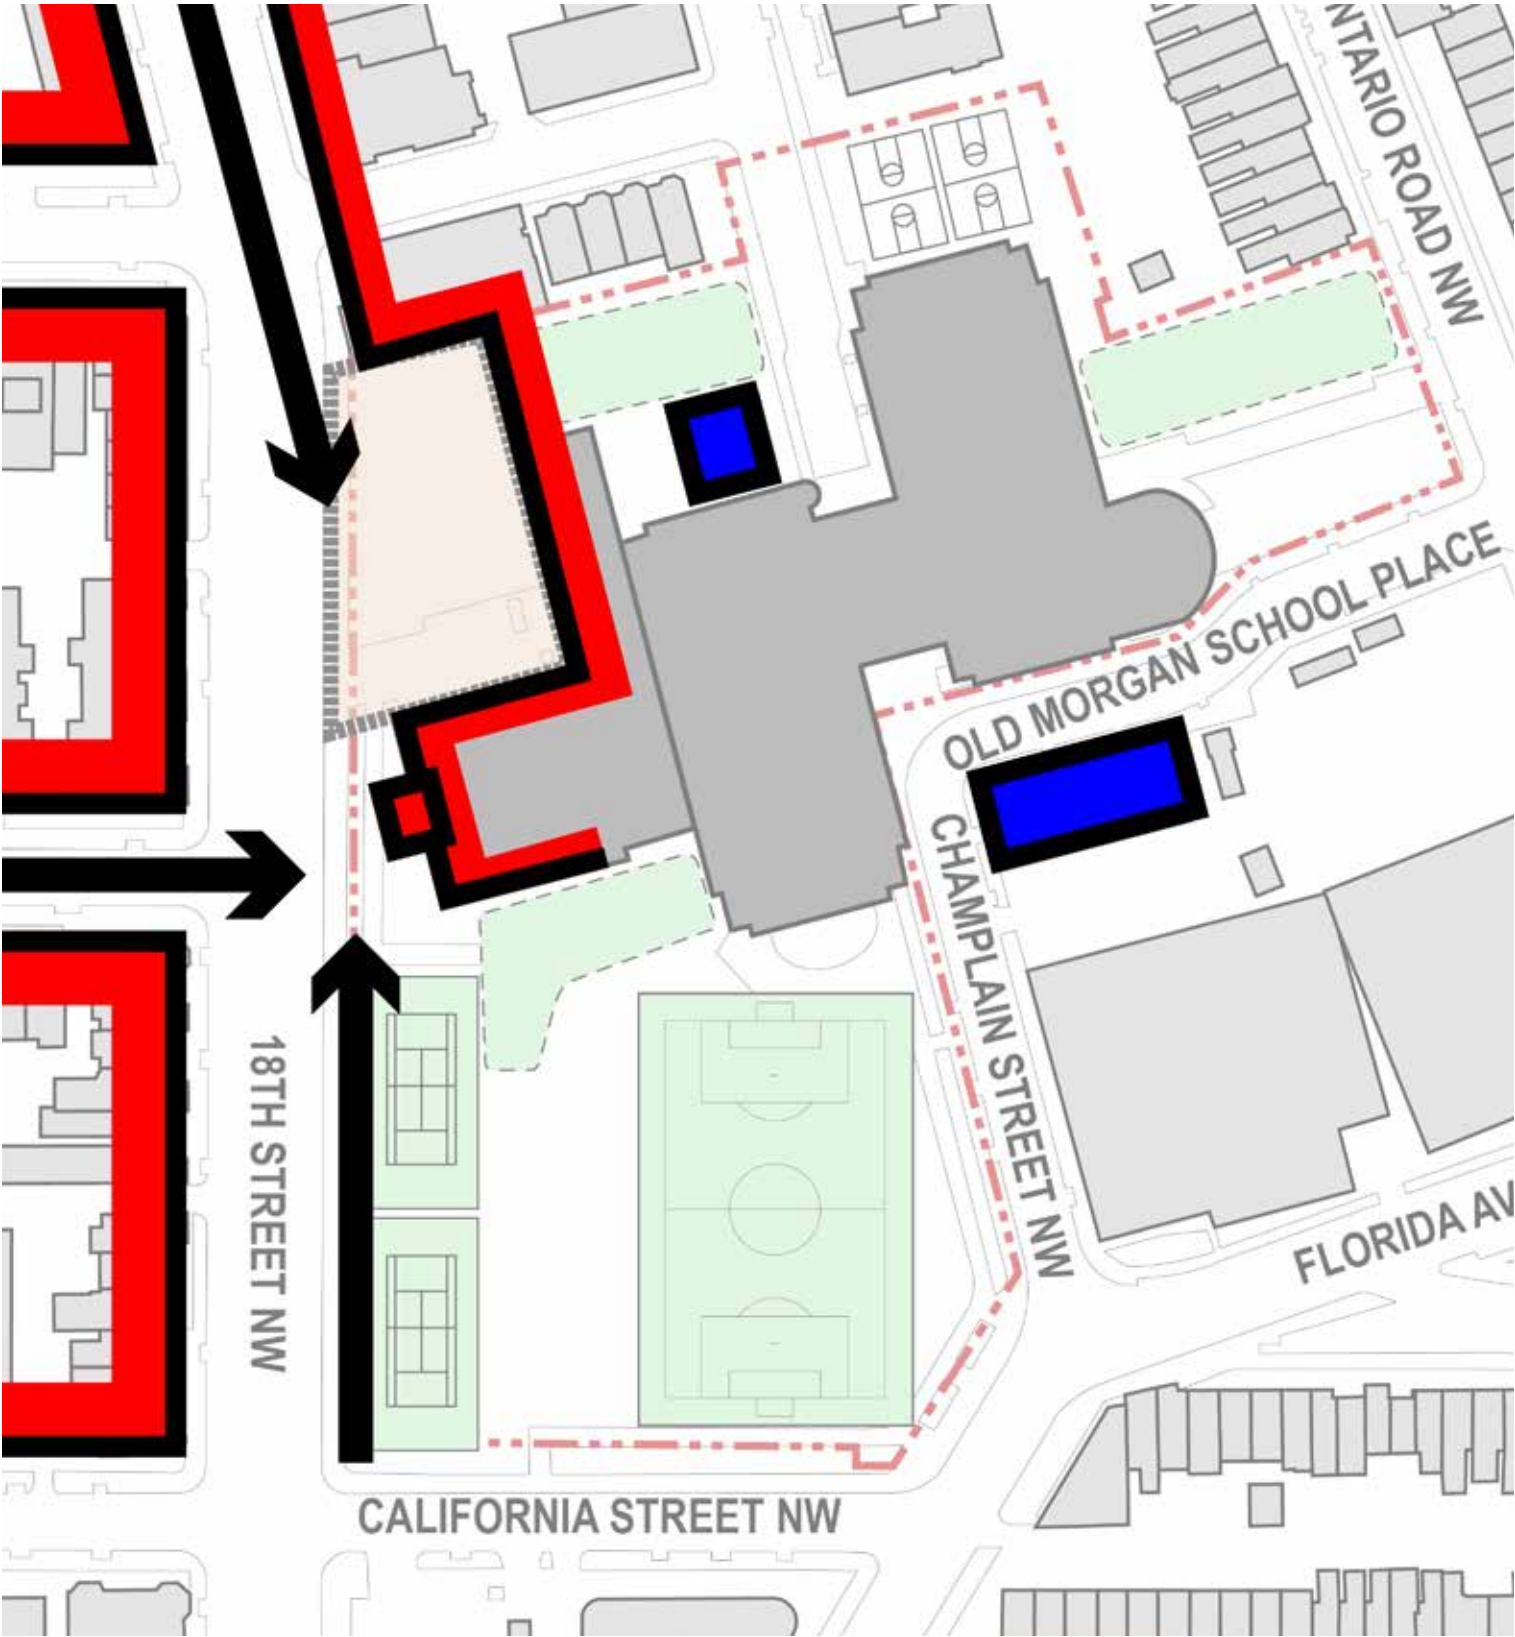 NTARIO ROAD NW
OLD MORGAN SCHOOL PLACE
CHAMPLAIN STREET NW
18TH STREET NW
FLORIDA AV
CALIFORNIA STREET NW